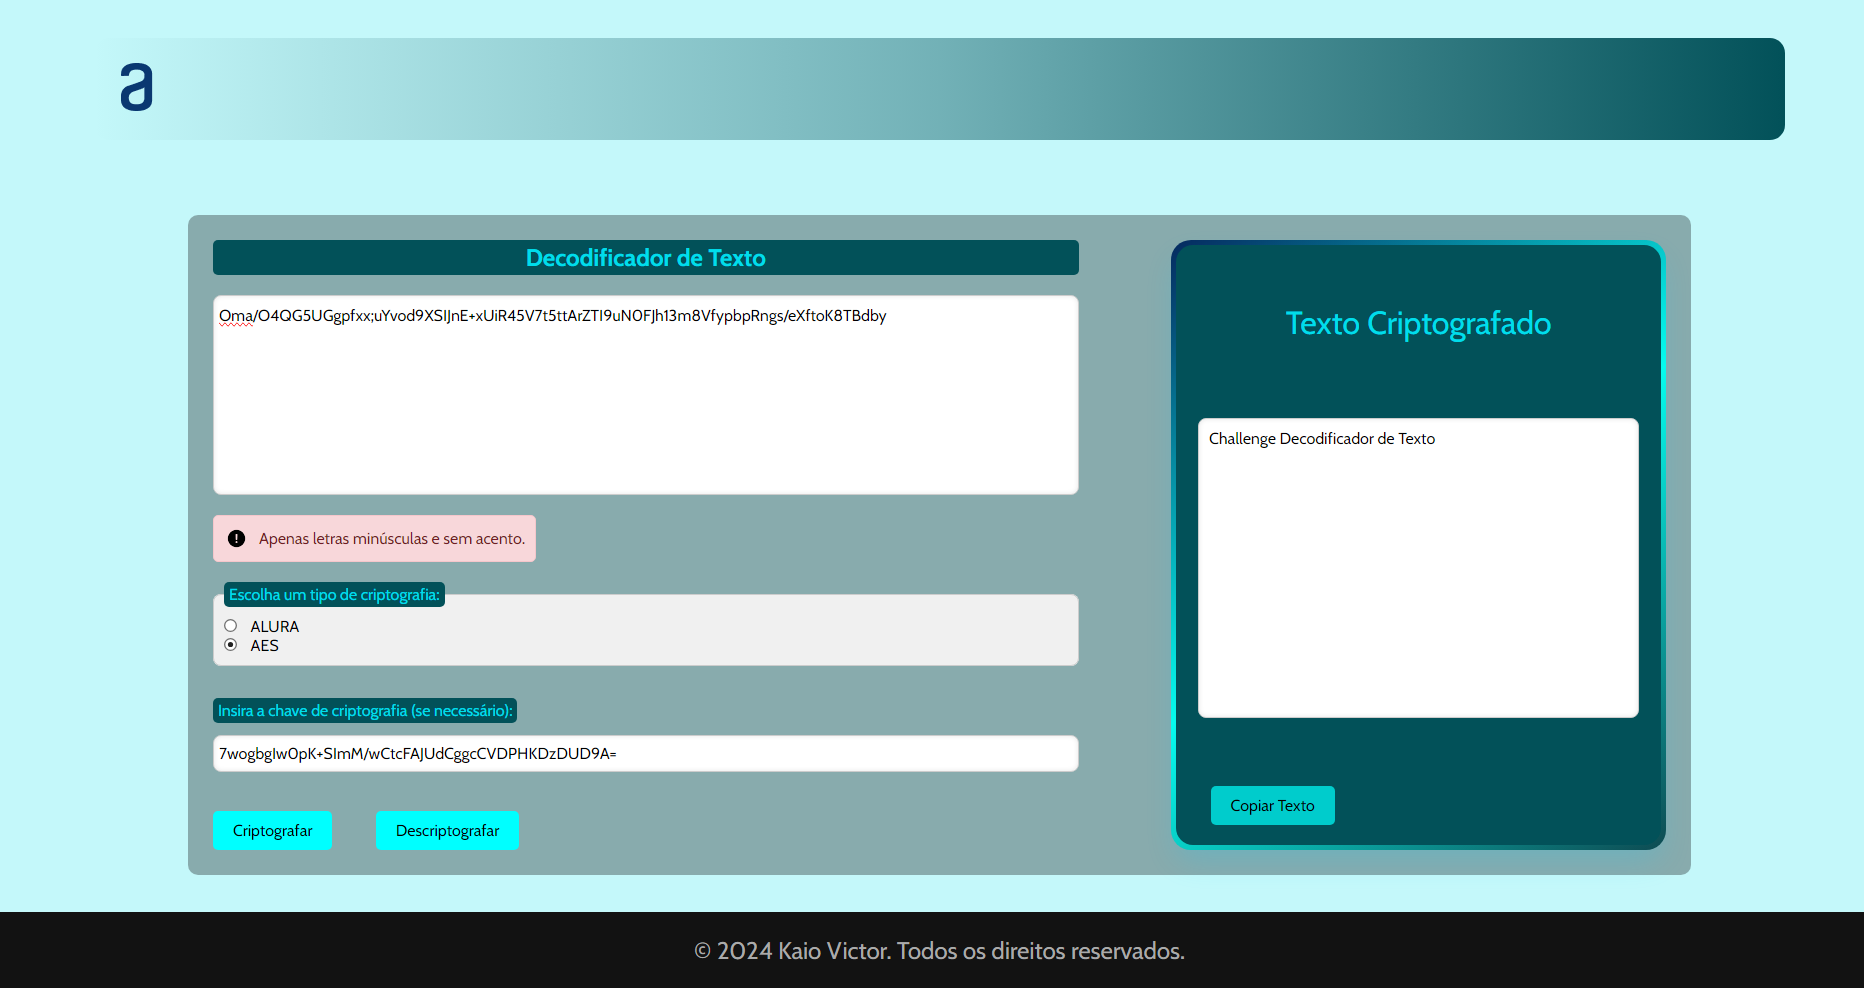 a
Decodificador de Texto
Oma/O4QG5UGgpfxx;uYvod9XSIJnE+xUiR45V7t5ttArZTI9uN0FJh13m8VfypbpRngs/eXftoK8TBdby
Apenas letras minúsculas e sem acento.
Escolha um tipo de criptografia:
ALURA
AES
Insira a chave de criptografia (se necessário):
7wogbgIw0pK+SImM/wCtcFAJUdCggcCVDPHKDzDUD9A=
Criptografar
Descriptografar
Texto Criptografado
Challenge Decodificador de Texto
Copiar Texto
© 2024 Kaio Victor. Todos os direitos reservados.